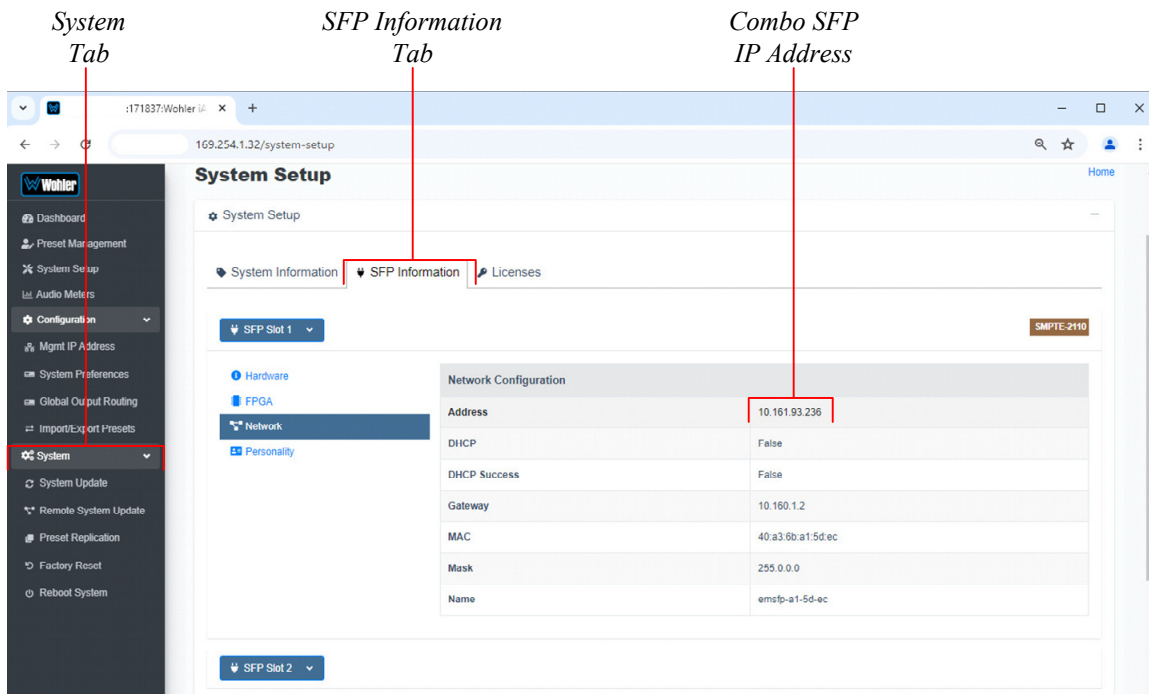 System
Tab
SFP Information
Tab
Combo SFP
IP Address
:171837:Wohler iA
169.254.1.32/system-setup
Wohler
System Setup
Home
Dashboard
System Setup
Preset Management
System Setup
System Information
SFP Information
Licenses
Audio Meters
Configuration
SFP Slot 1
SMPTE-2110
Mgmt IP Address
System Preferences
Hardware
Network Configuration
Global Output Routing
FPGA
Address
10.161.93.236
Import/Export Presets
Network
DHCP
False
System
Personality
DHCP Success
False
System Update
Gateway
10.160.1.2
Remote System Update
MAC
40:a3:6b:a1:5d:ec
Preset Replication
Mask
255.0.0.0
Factory Reset
Name
emsfp-a1-5d-ec
Reboot System
SFP Slot 2